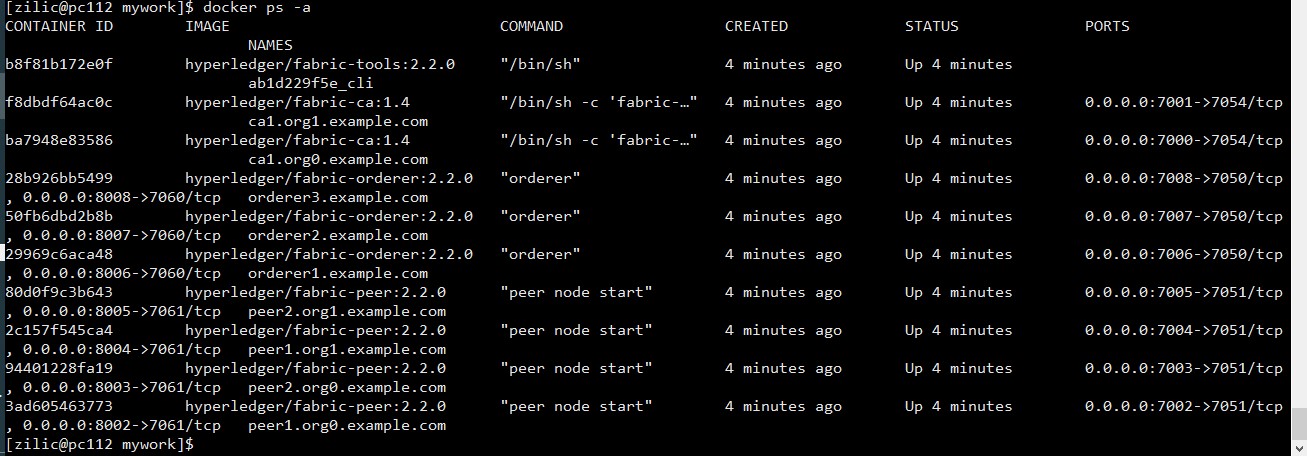 [zilic@pc112 mywork]$ docker ps -a
CONTAINER ID        IMAGE                              COMMAND                  CREATED             STATUS              PORTS
                           NAMES
b8f81b172e0f        hyperledger/fabric-tools:2.2.0     "/bin/sh"                4 minutes ago       Up 4 minutes
                           ab1d229f5e_cli
f8dbdf64ac0c        hyperledger/fabric-ca:1.4          "/bin/sh -c 'fabric-…"   4 minutes ago       Up 4 minutes        0.0.0.0:7001->7054/tcp
                           ca1.org1.example.com
ba7948e83586        hyperledger/fabric-ca:1.4          "/bin/sh -c 'fabric-…"   4 minutes ago       Up 4 minutes        0.0.0.0:7000->7054/tcp
                           ca1.org0.example.com
28b926bb5499        hyperledger/fabric-orderer:2.2.0   "orderer"                4 minutes ago       Up 4 minutes        0.0.0.0:7008->7050/tcp
, 0.0.0.0:8008->7060/tcp   orderer3.example.com
50fb6dbd2b8b        hyperledger/fabric-orderer:2.2.0   "orderer"                4 minutes ago       Up 4 minutes        0.0.0.0:7007->7050/tcp
, 0.0.0.0:8007->7060/tcp   orderer2.example.com
29969c6aca48        hyperledger/fabric-orderer:2.2.0   "orderer"                4 minutes ago       Up 4 minutes        0.0.0.0:7006->7050/tcp
, 0.0.0.0:8006->7060/tcp   orderer1.example.com
80d0f9c3b643        hyperledger/fabric-peer:2.2.0      "peer node start"        4 minutes ago       Up 4 minutes        0.0.0.0:7005->7051/tcp
, 0.0.0.0:8005->7061/tcp   peer2.org1.example.com
2c157f545ca4        hyperledger/fabric-peer:2.2.0      "peer node start"        4 minutes ago       Up 4 minutes        0.0.0.0:7004->7051/tcp
, 0.0.0.0:8004->7061/tcp   peer1.org1.example.com
94401228fa19        hyperledger/fabric-peer:2.2.0      "peer node start"        4 minutes ago       Up 4 minutes        0.0.0.0:7003->7051/tcp
, 0.0.0.0:8003->7061/tcp   peer2.org0.example.com
3ad605463773        hyperledger/fabric-peer:2.2.0      "peer node start"        4 minutes ago       Up 4 minutes        0.0.0.0:7002->7051/tcp
, 0.0.0.0:8002->7061/tcp   peer1.org0.example.com
[zilic@pc112 mywork]$